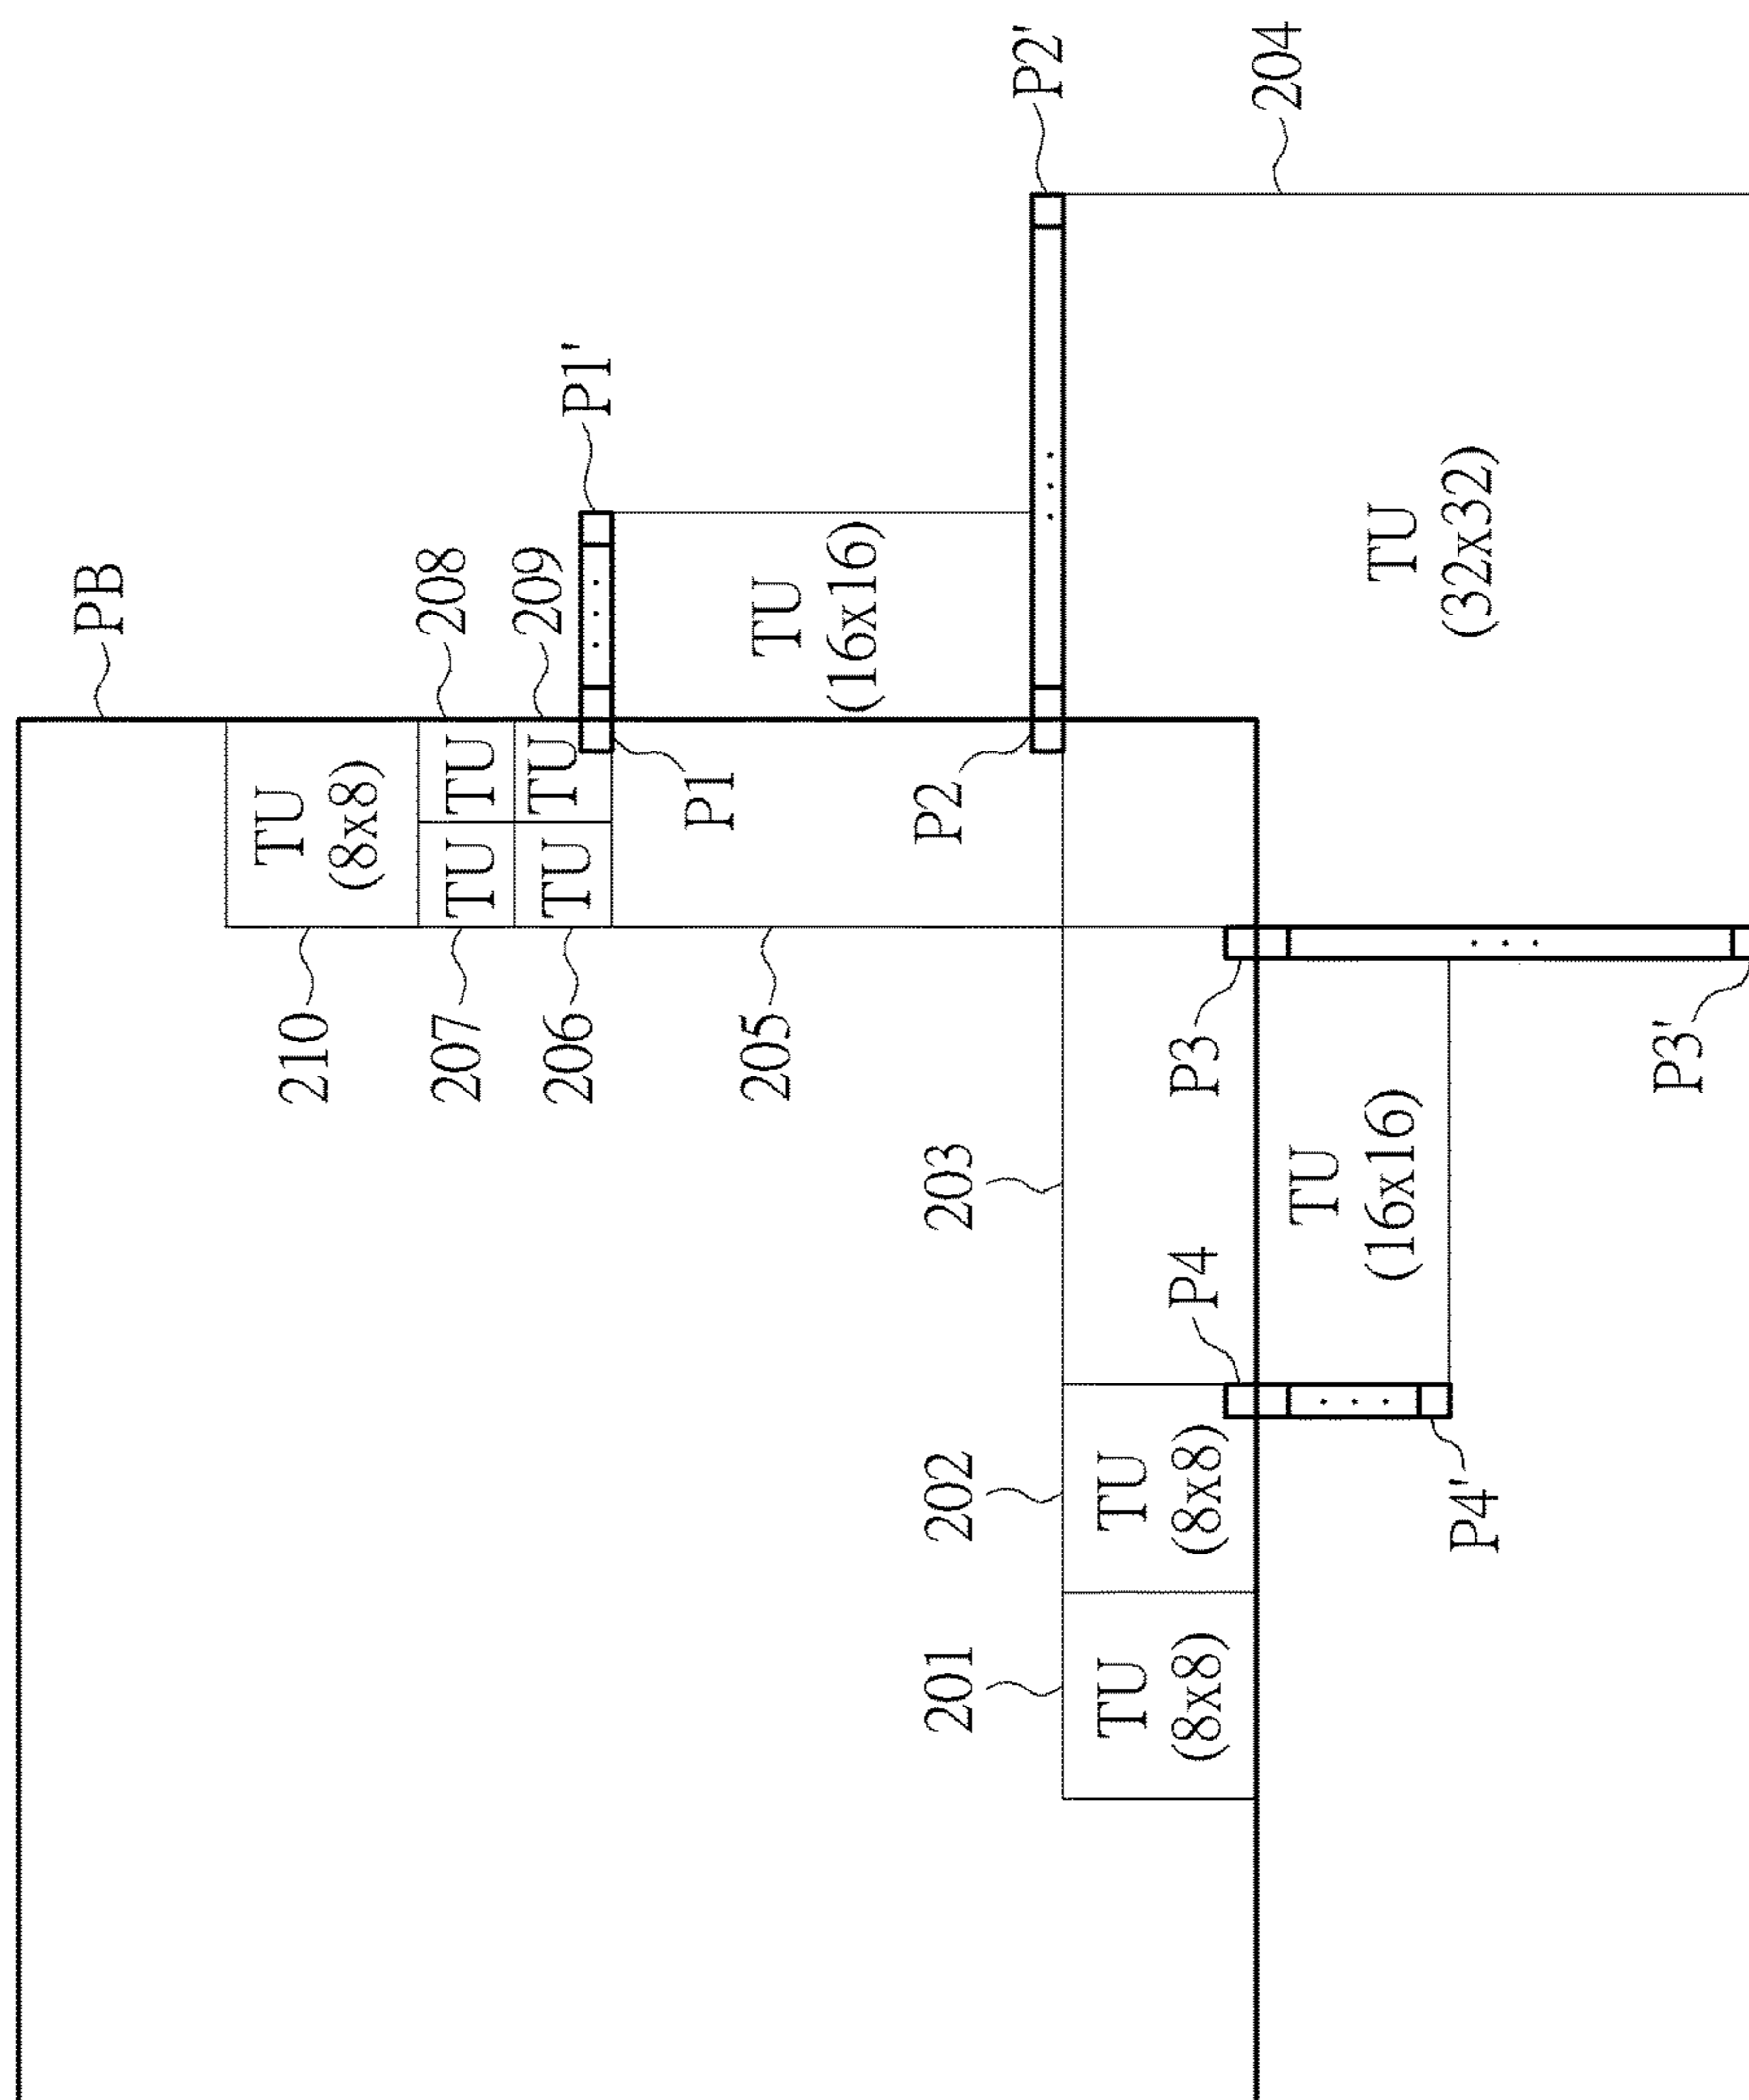 PB
TU
(8x8)
210
TU TU
207
208
TU TU
206
209
P1'
P1
205
TU
(16x16)
P2
201
202
203
P2'
TU
(8x8)
TU
(8x8)
P4
P3
204
TU
(16x16)
TU
(32x32)
P4'
P3'